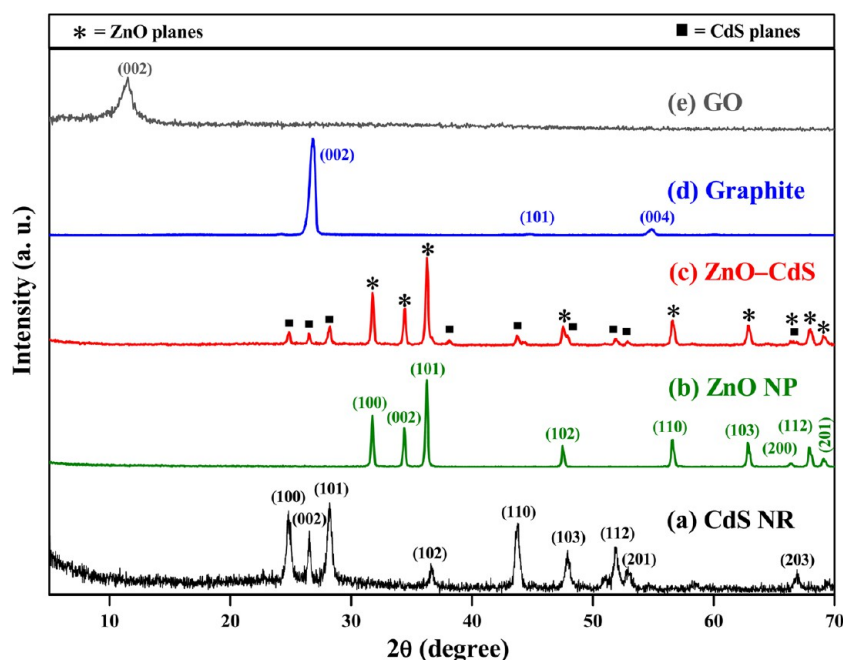 * = ZnO planes ■ = CdS planes
(002)
(e) GO
(002)
(d) Graphite
(101)
(004)
(c) ZnO–CdS
* * * * * * * * *
■ ■ ■ ■ ■ ■ ■ ■ ■
(b) ZnO NP
(100) (002) (101) (102) (110) (103) (200) (112) (201)
(a) CdS NR
(100) (002) (101) (102) (110) (103) (112) (201) (203)
10 20 30 40 50 60 70
2θ (degree)
Intensity (a. u.)